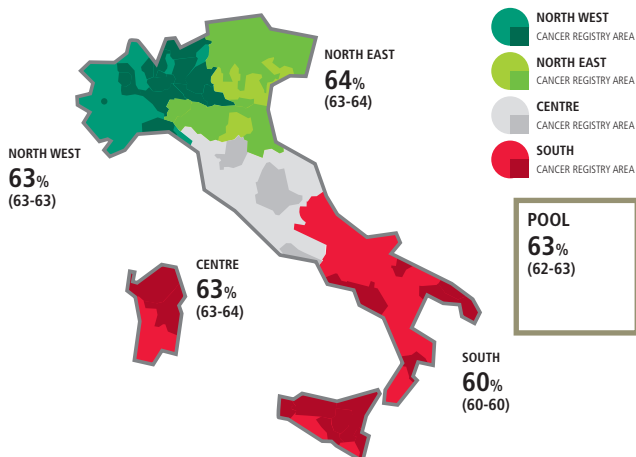 NORTH WEST
CANCER REGISTRY AREA
NORTH EAST
CANCER REGISTRY AREA
CENTRE
CANCER REGISTRY AREA
SOUTH
CANCER REGISTRY AREA
NORTH EAST
64%
(63-64)
NORTH WEST
63%
(63-63)
POOL
63%
(62-63)
CENTRE
63%
(63-64)
SOUTH
60%
(60-60)